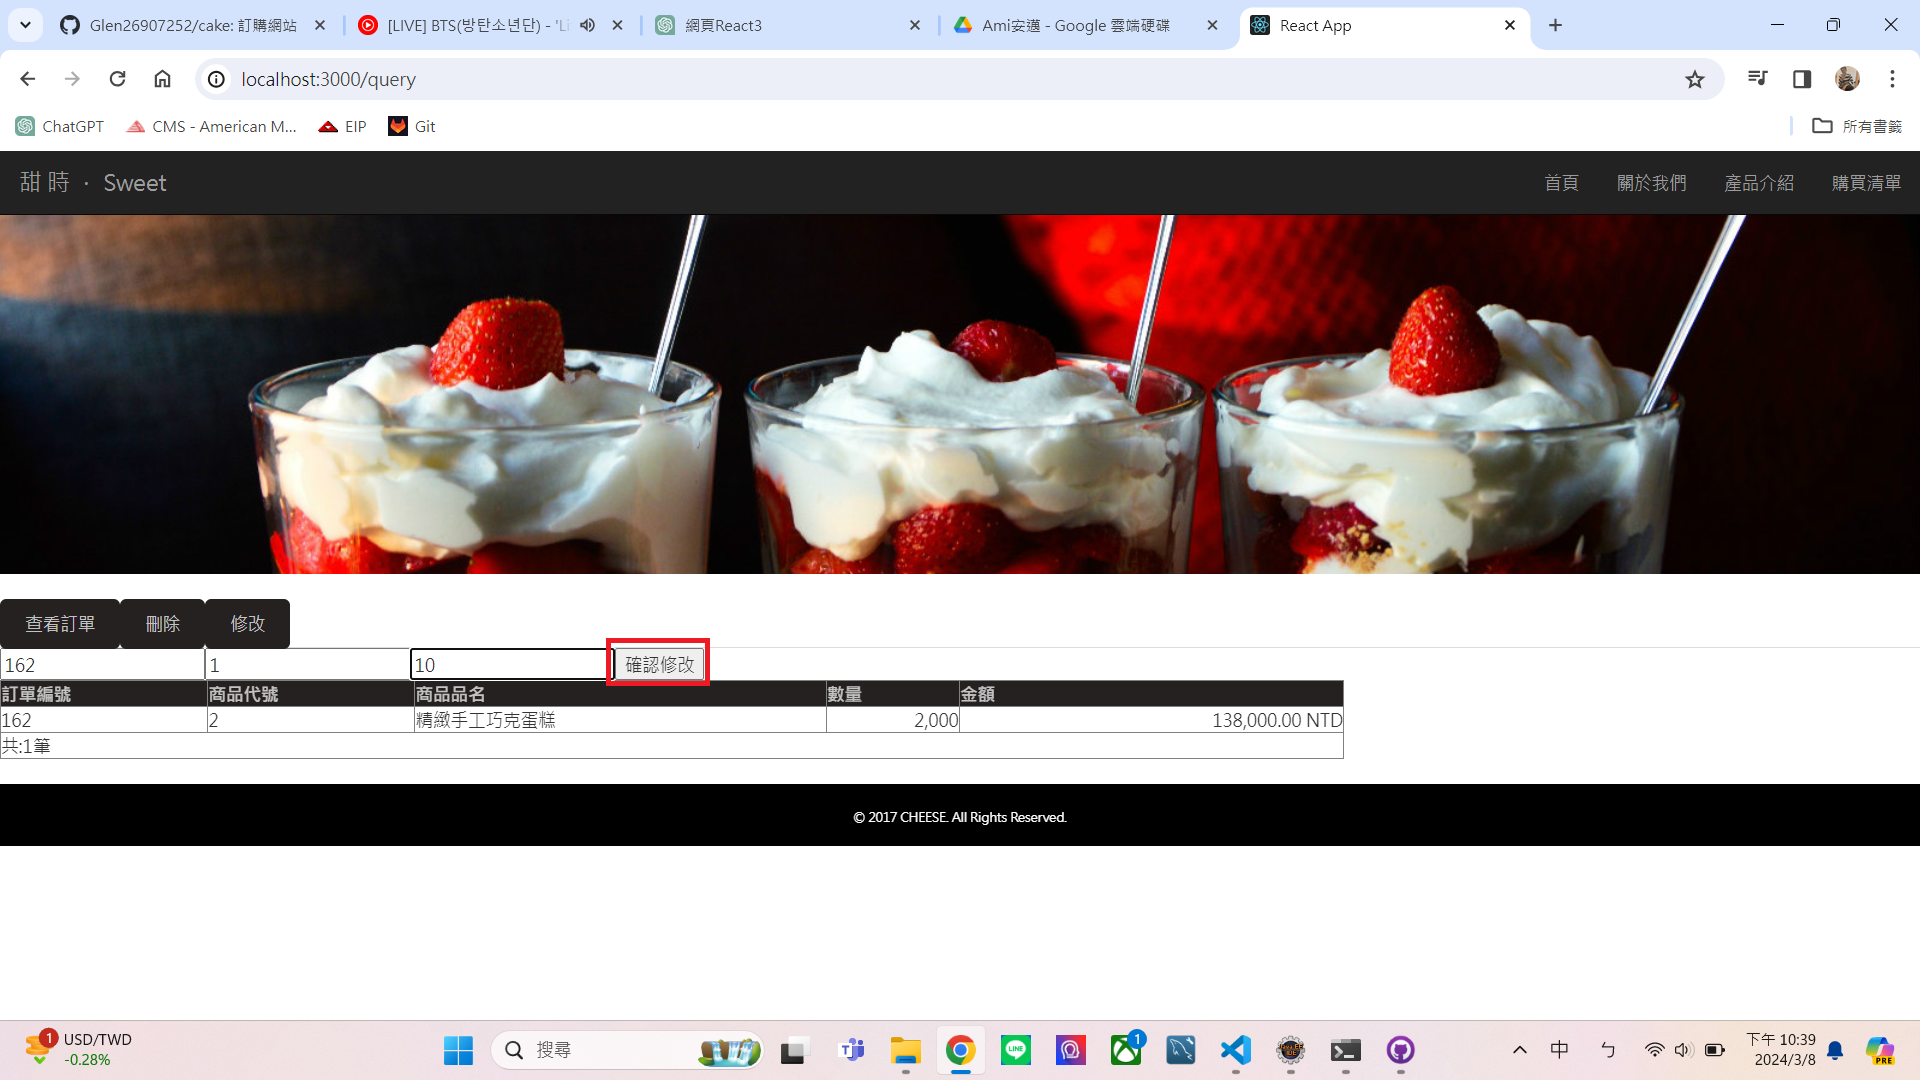 Glen26907252/cake: 訂購網站
[LIVE] BTS(방탄소년단) - 'Li
網頁React3
Ami安邁 - Google 雲端硬碟
React App
localhost:3000/query
ChatGPT
CMS - American M...
EIP
Git
所有書籤
甜 時 · Sweet
首頁
關於我們
產品介紹
購買清單
查看訂單
刪除
修改
162
1
10
確認修改
訂單編號 商品代號 商品品名 數量 金額
162 2 精緻手工巧克蛋糕 2,000 138,000.00 NTD
共:1筆
© 2017 CHEESE. All Rights Reserved.
1
USD/TWD
-0.28%
搜尋
LINE
1
中
ㄅ
下午 10:39
2024/3/8
PRE